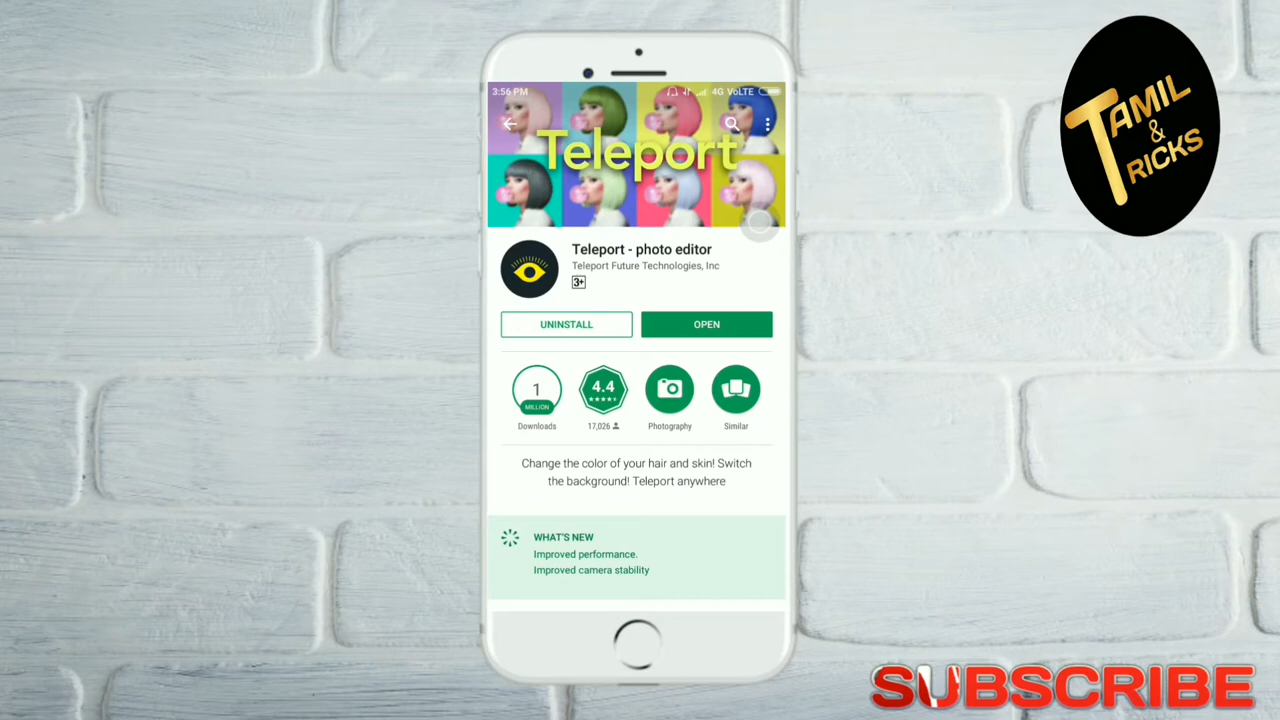 3:56 PM
4G VoLTE
Teleport
Teleport - photo editor
Teleport Future Technologies, Inc
3+
UNINSTALL
OPEN
1
MILLION
Downloads
4.4
17,026
Photography
Similar
Change the color of your hair and skin! Switch
the background! Teleport anywhere
WHAT'S NEW
Improved performance.
Improved camera stability
TAMIL
&
TRICKS
SUBSCRIBE